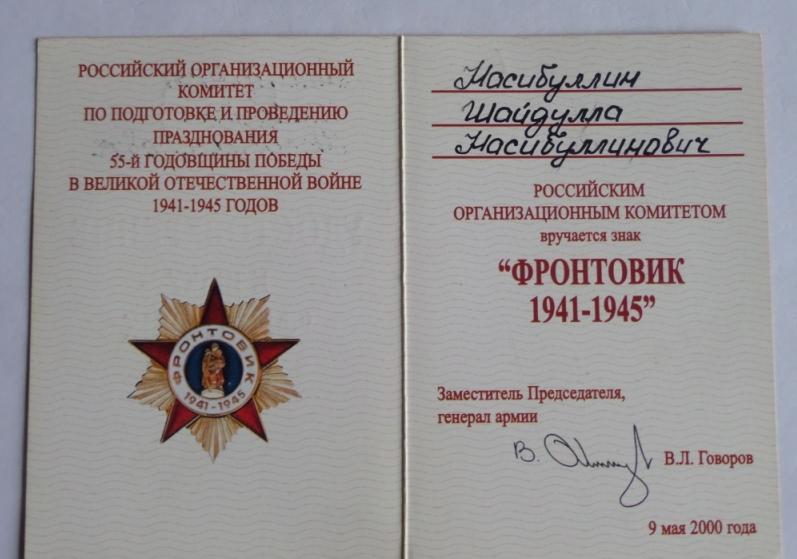 РОССИЙСКИЙ ОРГАНИЗАЦИОННЫЙ
КОМИТЕТ
ПО ПОДГОТОВКЕ И ПРОВЕДЕНИЮ
ПРАЗДНОВАНИЯ
55-й ГОДОВЩИНЫ ПОБЕДЫ
В ВЕЛИКОЙ ОТЕЧЕСТВЕННОЙ ВОЙНЕ
1941-1945 ГОДОВ
ФРОНТОВИК
1941-1945
Насибуллин
Шайдулла
Насибуллинович
РОССИЙСКИМ
ОРГАНИЗАЦИОННЫМ КОМИТЕТОМ
вручается знак
“ФРОНТОВИК
1941-1945”
Заместитель Председателя,
генерал армии
В.Л. Говоров
9 мая 2000 года